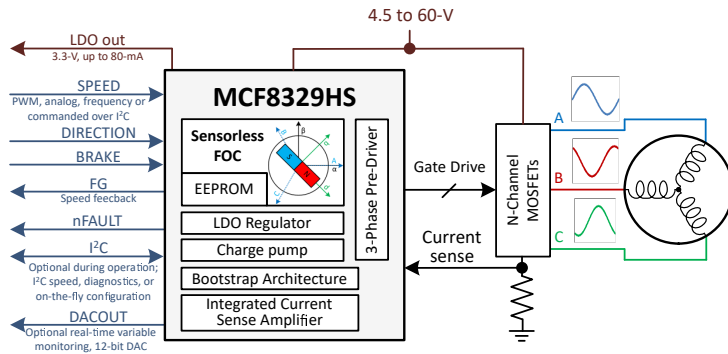 4.5 to 60-V
LDO out
3.3-V, up to 80-mA
SPEED
PWM, analog, frequency or
commanded over I²C
DIRECTION
BRAKE
FG
Speed feecback
nFAULT
I²C
Optional during operation;
I²C speed, diagnostics, or
on-the-fly configuration
DACOUT
Optional real-time variable
monitoring, 12-bit DAC
MCF8329HS
Sensorless
FOC
EEPROM
β
A
α
S
N
LDO Regulator
Charge pump
Bootstrap Architecture
Integrated Current
Sense Amplifier
3-Phase Pre-Driver
Gate Drive
Current
sense
N-Channel
MOSFETs
A
B
C